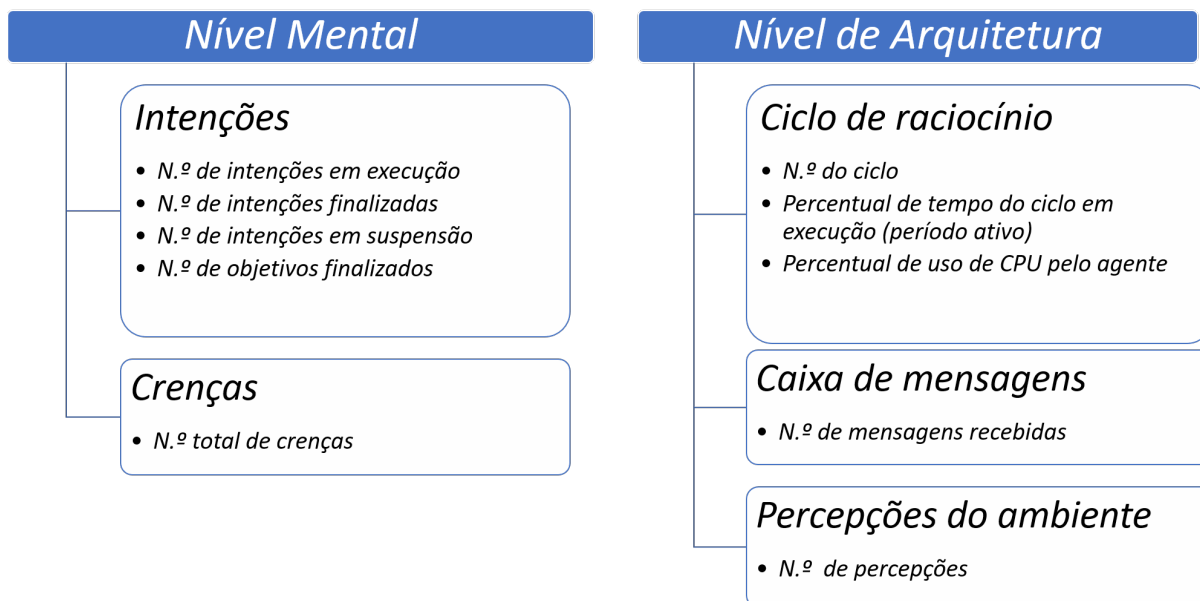 Nível Mental
Intenções
• N.º de intenções em execução
• N.º de intenções finalizadas
• N.º de intenções em suspensão
• N.º de objetivos finalizados
Crenças
• N.º total de crenças
Nível de Arquitetura
Ciclo de raciocínio
• N.º do ciclo
• Percentual de tempo do ciclo em
execução (período ativo)
• Percentual de uso de CPU pelo agente
Caixa de mensagens
• N.º de mensagens recebidas
Percepções do ambiente
• N.º de percepções